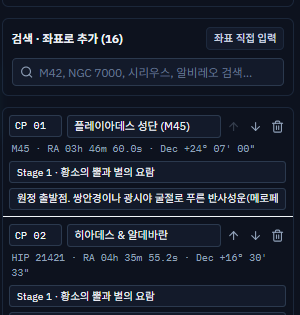 검색 · 좌표로 추가 (16)
좌표 직접 입력
M42, NGC 7000, 시리우스, 알비레오 검색...
CP 01
플레이아데스 성단 (M45)
M45 · RA 03h 46m 60.0s · Dec +24° 07' 00"
Stage 1 · 황소의 뿔과 별의 요람
원정 출발점. 쌍안경이나 광시야 굴절로 푸른 반사성운(메로페
CP 02
히아데스 & 알데바란
HIP 21421 · RA 04h 35m 55.2s · Dec +16° 30'
33"
Stage 1 · 황소의 뿔과 별의 요람